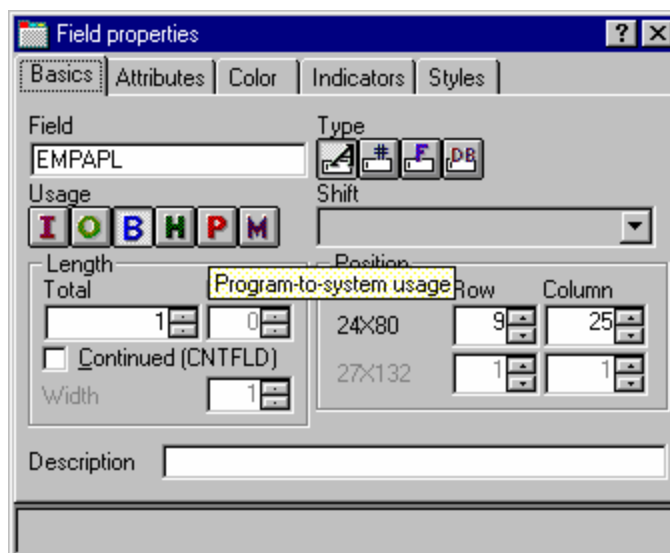 Field properties
Basics Attributes Color Indicators Styles
Field Type
EMPAPL A # F DB
Usage Shift
I O B H P M
Length Position
Total Program-to-system usage Row Column
1 0 24X80 9 25
Continued (CNTFLD) 27X132 1 1
Width 1
Description